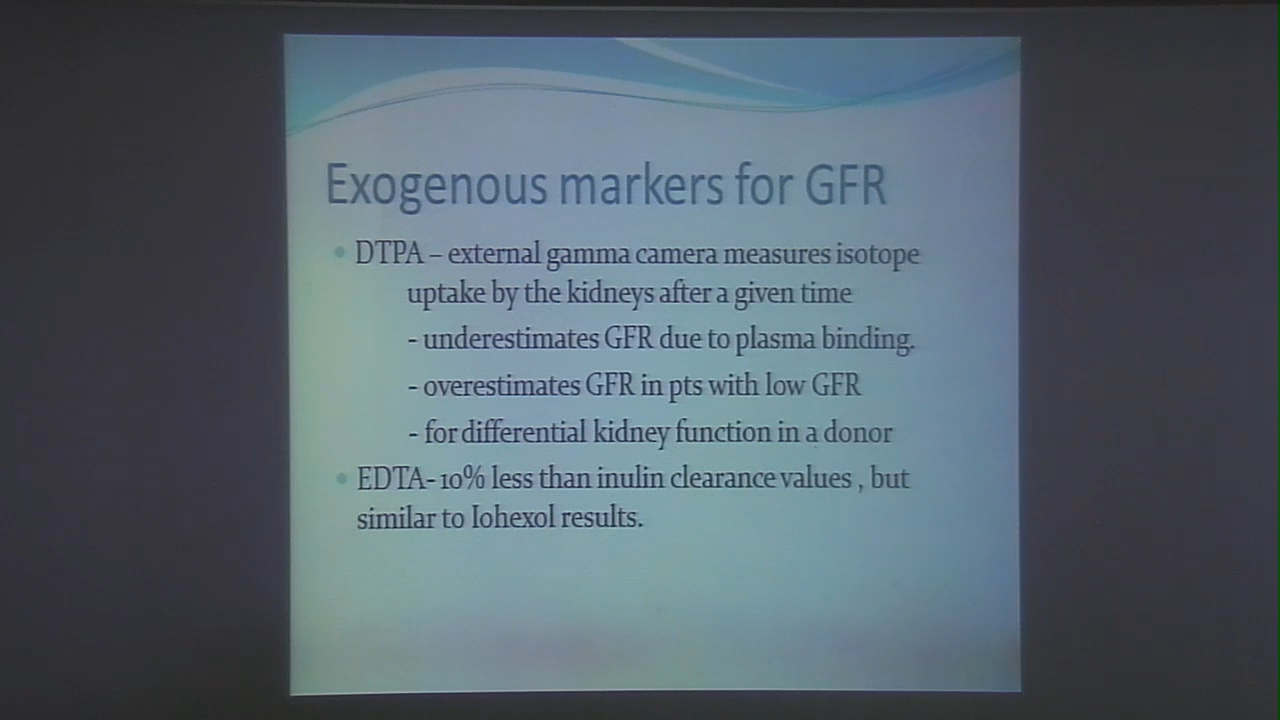 Exogenous markers for GFR
• DTPA – external gamma camera measures isotope
uptake by the kidneys after a given time
- underestimates GFR due to plasma binding.
- overestimates GFR in pts with low GFR
- for differential kidney function in a donor
• EDTA- 10% less than inulin clearance values , but
similar to Iohexol results.